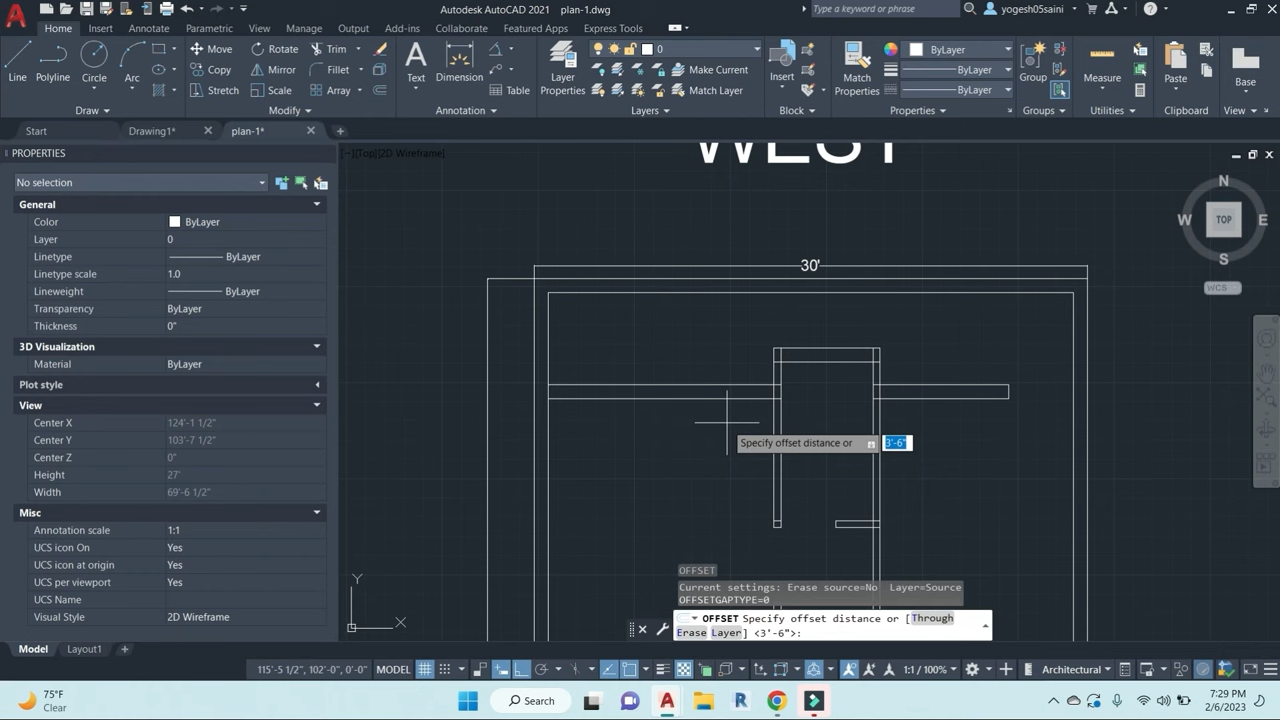 Autodesk AutoCAD 2021 plan-1.dwg
Type a keyword or phrase
yogesh05saini
Home Insert Annotate Parametric View Manage Output Add-ins Collaborate Express Tools Featured Apps
Line
Polyline
Circle
Arc
Draw
Move
Rotate
Trim
Copy
Mirror
Fillet
Stretch
Scale
Array
Modify
Text
Dimension
Table
Annotation
Layer
Properties
0
Make Current
Match Layer
Layers
Insert
Block
Match
Properties
ByLayer
ByLayer
ByLayer
Properties
Group
Groups
Measure
Utilities
Paste
Clipboard
Base
View
Start
Drawing1*
plan-1*
PROPERTIES
No selection
General
Color ByLayer
Layer 0
Linetype ByLayer
Linetype scale 1.0
Lineweight ByLayer
Transparency ByLayer
Thickness 0"
3D Visualization
Material ByLayer
Plot style
View
Center X 124'-1 1/2"
Center Y 103'-7 1/2"
Center Z 0"
Height 27'
Width 69'-6 1/2"
Misc
Annotation scale 1:1
UCS icon On Yes
UCS icon at origin Yes
UCS per viewport Yes
UCS Name
Visual Style 2D Wireframe
[−][Top][2D Wireframe]
WEST
30'
N
W TOP E
S
WCS
Specify offset distance or 3'-6"
OFFSET
Current settings: Erase source=No Layer=Source
OFFSETGAPTYPE=0
OFFSET Specify offset distance or [Through
Erase Layer] <3'-6">:
Y
X
Model Layout1
115'-5 1/2", 102'-0", 0'-0" MODEL 1:1 / 100% Architectural
75°F
Clear
Search
7:29 PM
2/6/2023